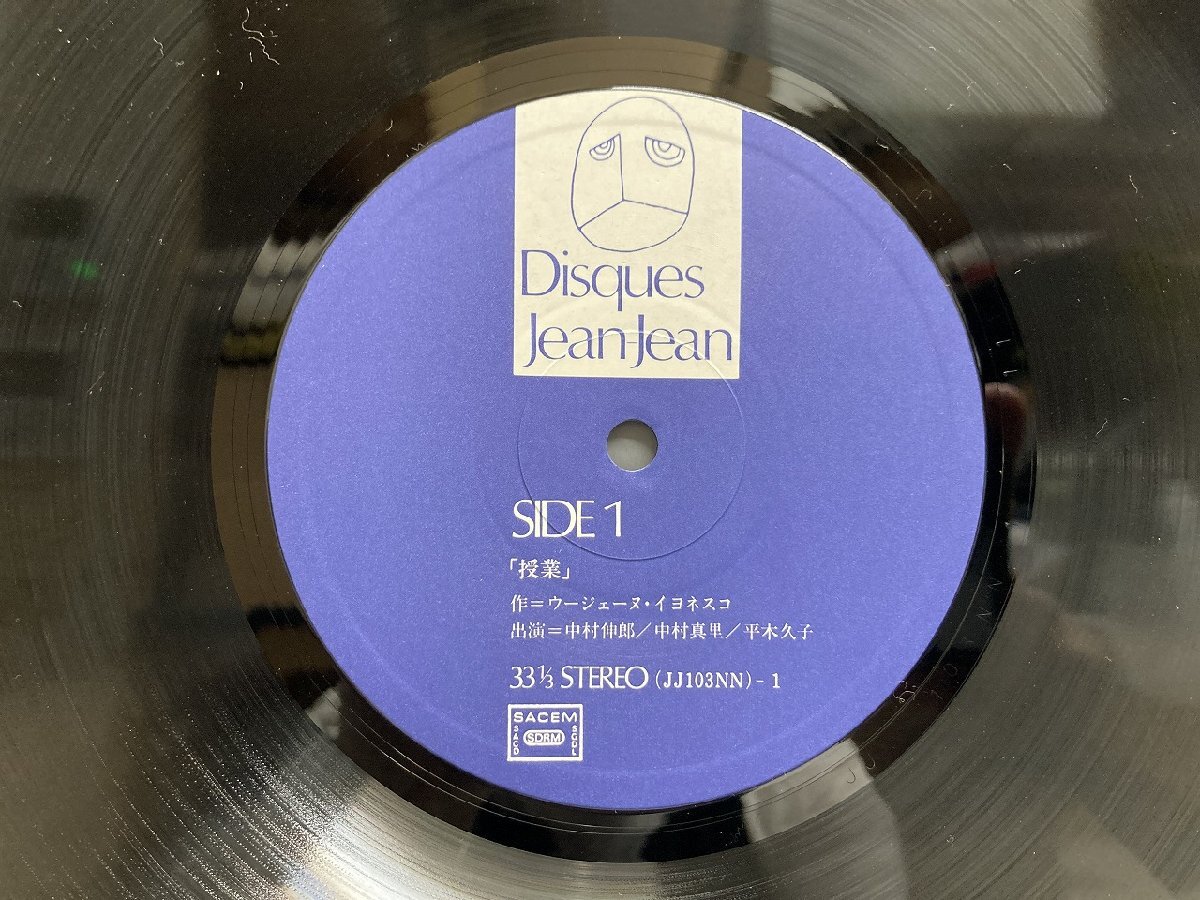 Disques
Jean-Jean
SIDE 1
「授業」
作＝ウージェーヌ・イヨネスコ
出演＝中村伸郎／中村真里／平木久子
33⅓ STEREO (JJ103NN)-1
SACEM
SACD SDRM SGDL